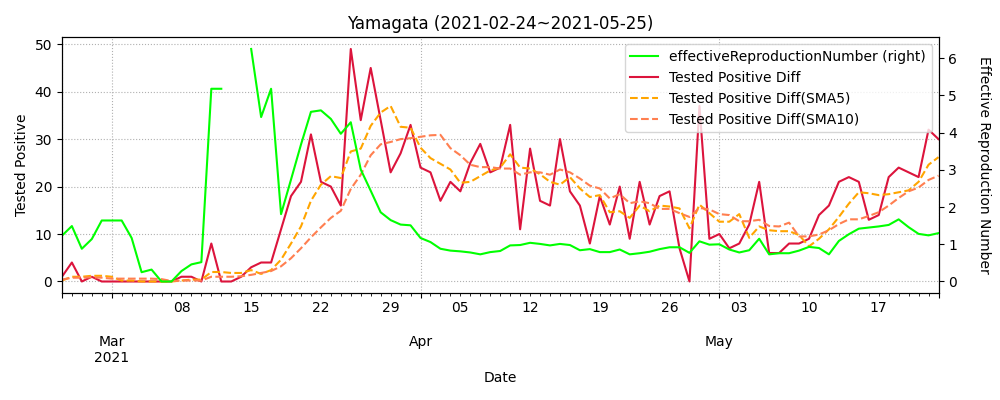 Yamagata (2021-02-24~2021-05-25)
effectiveReproductionNumber (right)
Tested Positive Diff
Tested Positive Diff(SMA5)
Tested Positive Diff(SMA10)
Tested Positive
50
40
30
20
10
0
Effective Reproduction Number
6
5
4
3
2
1
0
08 15 22 29 05 12 19 26 03 10 17
Mar Apr May
2021
Date